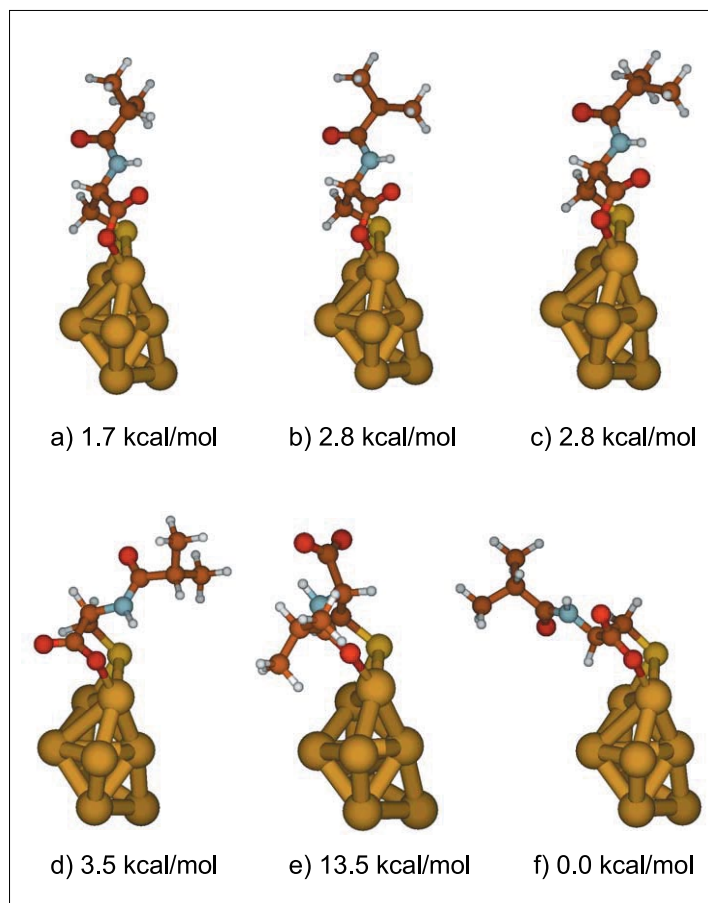 a) 1.7 kcal/mol
b) 2.8 kcal/mol
c) 2.8 kcal/mol
d) 3.5 kcal/mol
e) 13.5 kcal/mol
f) 0.0 kcal/mol